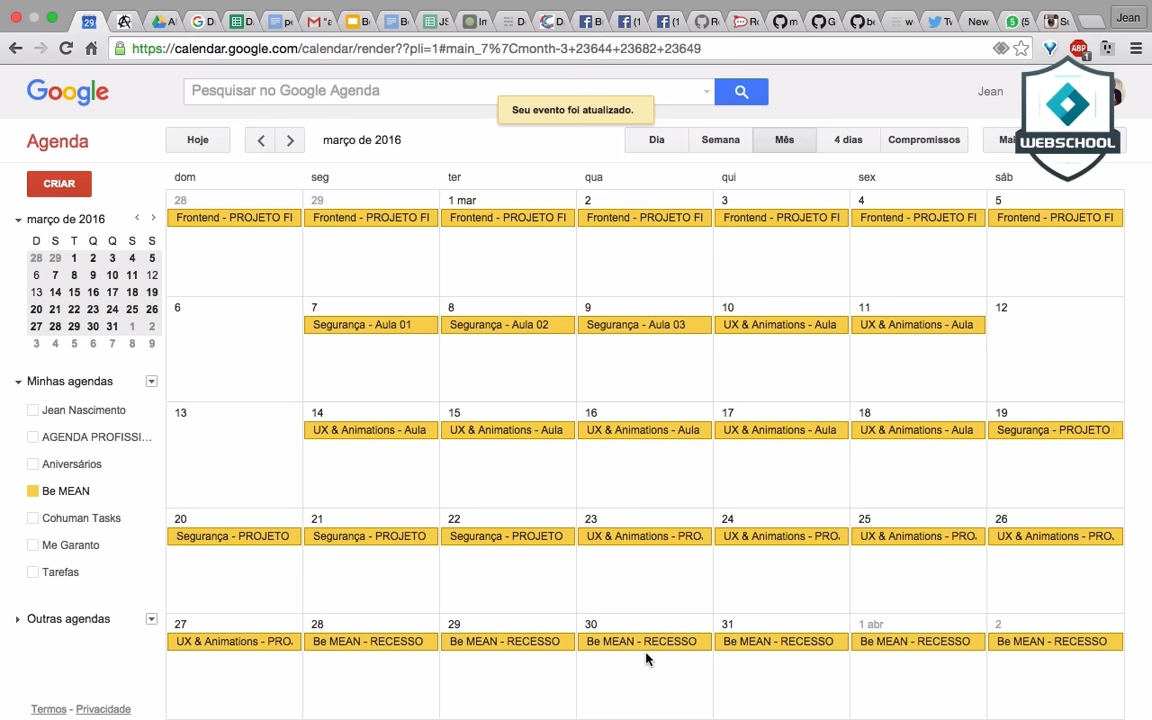 Jean
https://calendar.google.com/calendar/render??pli=1#main_7%7Cmonth-3+23644+23682+23649
Google
Pesquisar no Google Agenda
Seu evento foi atualizado.
Jean
WEBSCHOOL
Agenda
Hoje
março de 2016
Dia Semana Mês 4 dias Compromissos
CRIAR
dom seg ter qua qui sex sáb
março de 2016
D S T Q Q S S
28 29 1 2 3 4 5
6 7 8 9 10 11 12
13 14 15 16 17 18 19
20 21 22 23 24 25 26
27 28 29 30 31 1 2
3 4 5 6 7 8 9
Minhas agendas
Jean Nascimento
AGENDA PROFISSI...
Aniversários
Be MEAN
Cohuman Tasks
Me Garanto
Tarefas
Outras agendas
Termos - Privacidade
28 29 1 mar 2 3 4 5
Frontend - PROJETO FI Frontend - PROJETO FI Frontend - PROJETO FI Frontend - PROJETO FI Frontend - PROJETO FI Frontend - PROJETO FI Frontend - PROJETO FI
6 7 8 9 10 11 12
Segurança - Aula 01 Segurança - Aula 02 Segurança - Aula 03 UX & Animations - Aula UX & Animations - Aula
13 14 15 16 17 18 19
UX & Animations - Aula UX & Animations - Aula UX & Animations - Aula UX & Animations - Aula UX & Animations - Aula Segurança - PROJETO
20 21 22 23 24 25 26
Segurança - PROJETO Segurança - PROJETO Segurança - PROJETO UX & Animations - PRO. UX & Animations - PRO. UX & Animations - PRO. UX & Animations - PRO.
27 28 29 30 31 1 abr 2
UX & Animations - PRO. Be MEAN - RECESSO Be MEAN - RECESSO Be MEAN - RECESSO Be MEAN - RECESSO Be MEAN - RECESSO Be MEAN - RECESSO